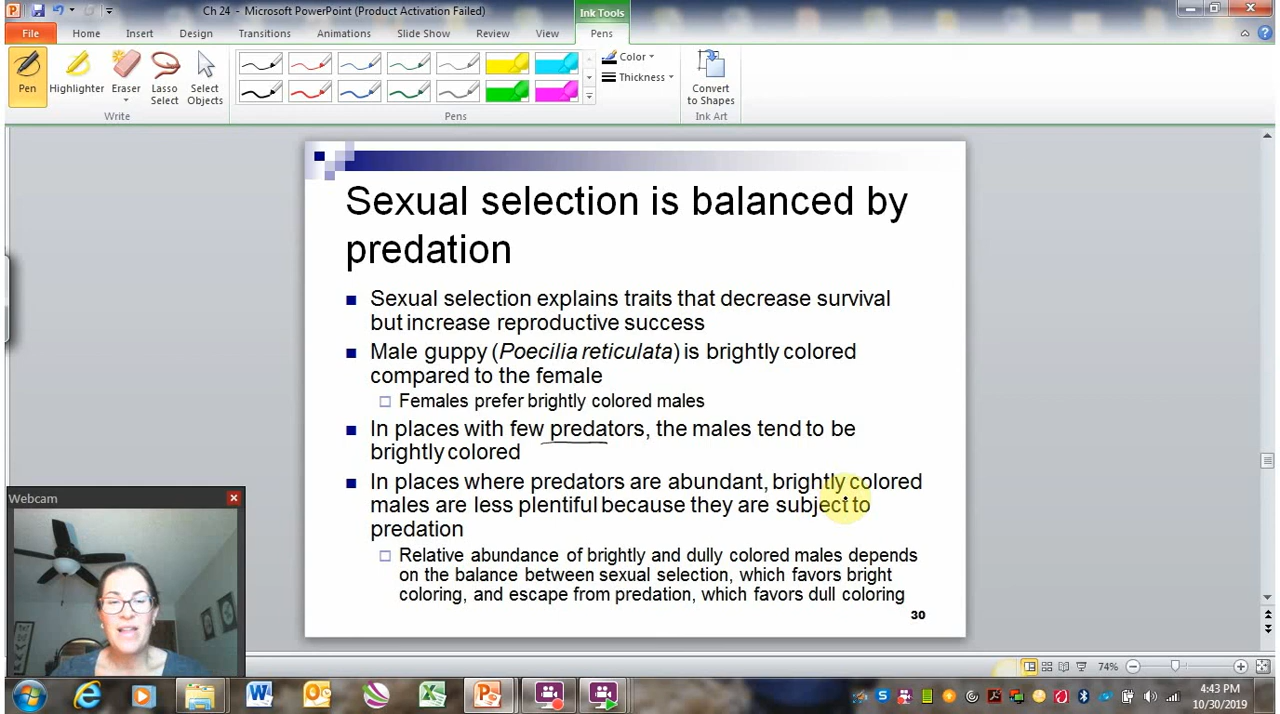 Ch 24 - Microsoft PowerPoint (Product Activation Failed)
Ink Tools
File
Home
Insert
Design
Transitions
Animations
Slide Show
Review
View
Pens
Pen
Highlighter
Eraser
Lasso
Select
Select
Objects
Color
Thickness
Convert
to Shapes
Write
Pens
Ink Art
Sexual selection is balanced by
predation
Sexual selection explains traits that decrease survival
but increase reproductive success
Male guppy (Poecilia reticulata) is brightly colored
compared to the female
Females prefer brightly colored males
In places with few predators, the males tend to be
brightly colored
In places where predators are abundant, brightly colored
males are less plentiful because they are subject to
predation
Relative abundance of brightly and dully colored males depends
on the balance between sexual selection, which favors bright
coloring, and escape from predation, which favors dull coloring
30
Webcam
74%
4:43 PM
10/30/2019